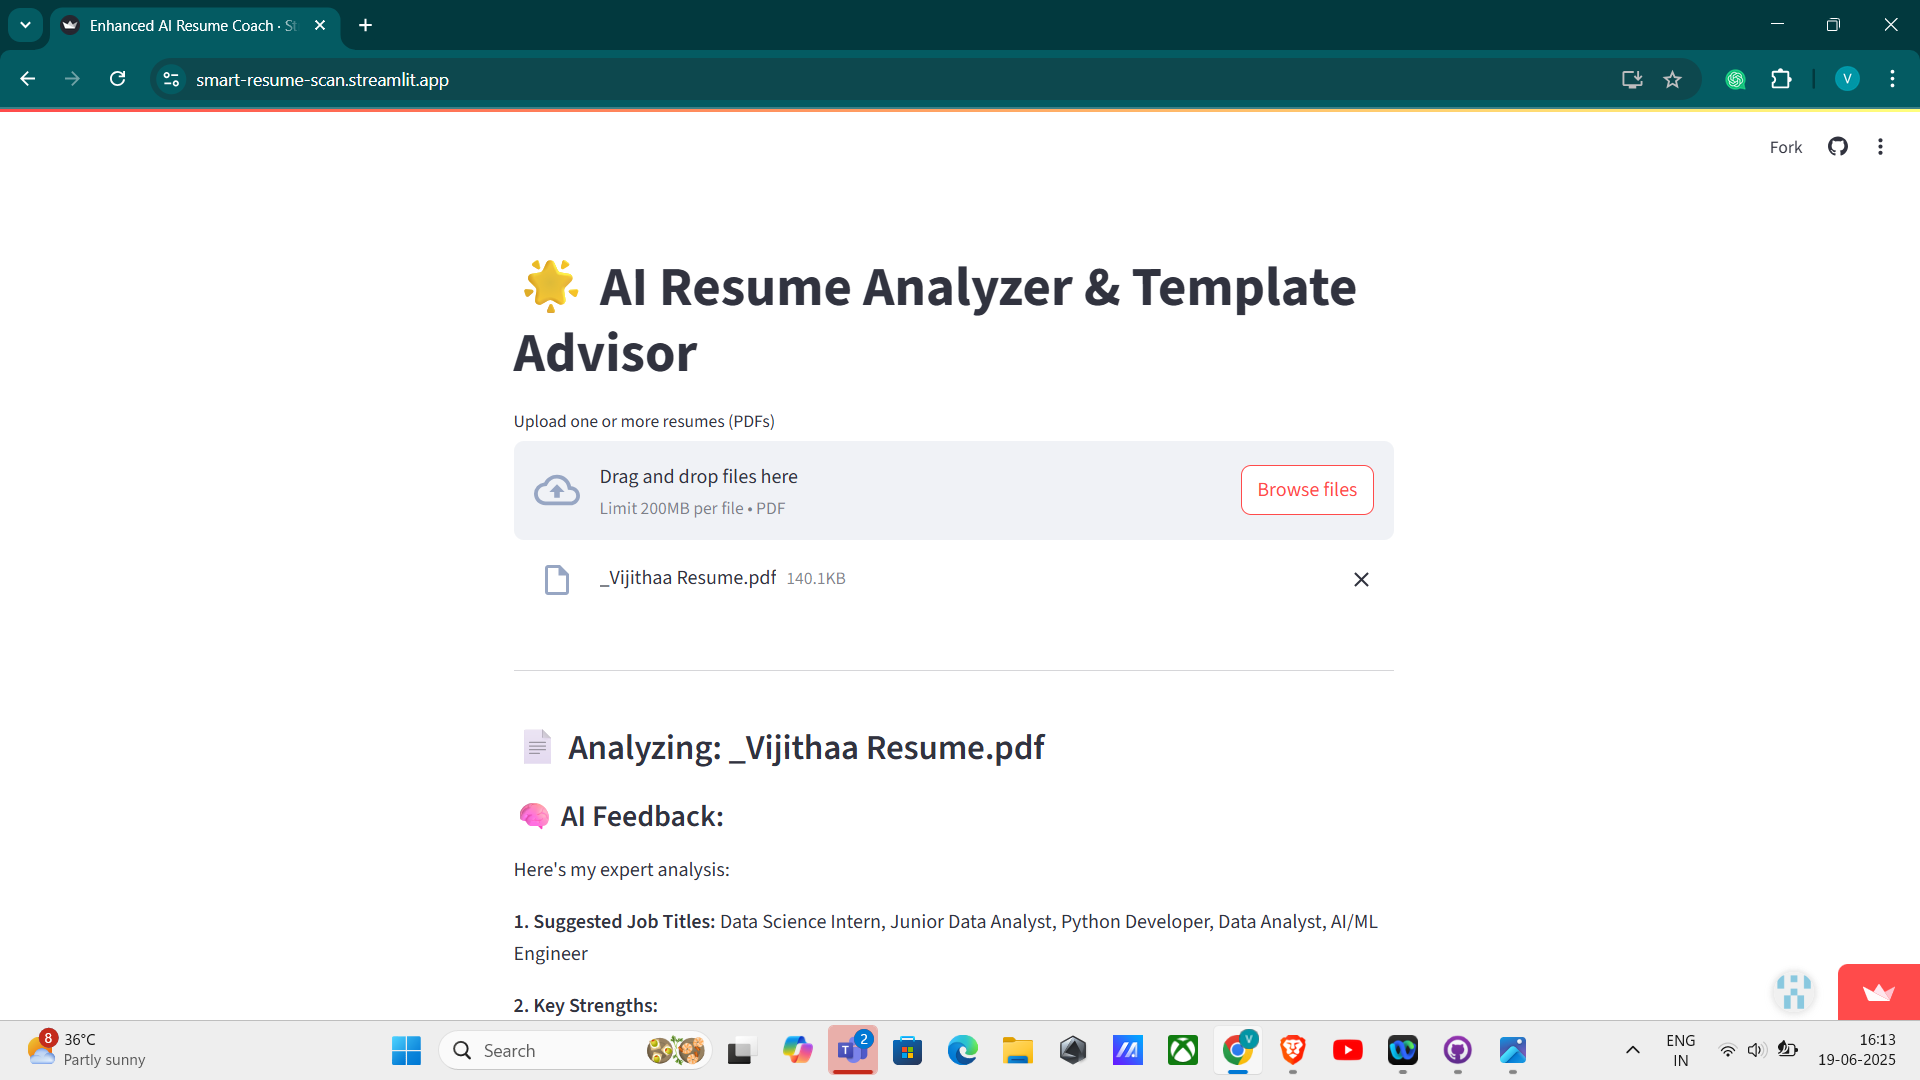 Enhanced AI Resume Coach · St
smart-resume-scan.streamlit.app
V
Fork
AI Resume Analyzer & Template
Advisor
Upload one or more resumes (PDFs)
Drag and drop files here
Limit 200MB per file • PDF
Browse files
_Vijithaa Resume.pdf 140.1KB
Analyzing: _Vijithaa Resume.pdf
AI Feedback:
Here's my expert analysis:
1. Suggested Job Titles: Data Science Intern, Junior Data Analyst, Python Developer, Data Analyst, AI/ML
Engineer
2. Key Strengths:
8
36°C
Partly sunny
Search
T
2
V
ENG
IN
16:13
19-06-2025